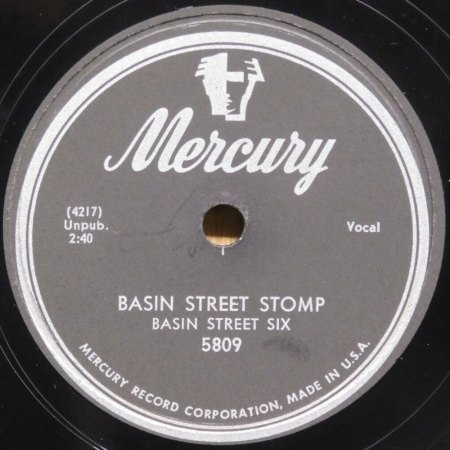 Mercury
(4217)
Unpub.
2:40
Vocal
BASIN STREET STOMP
BASIN STREET SIX
5809
MERCURY RECORD CORPORATION, MADE IN U.S.A.